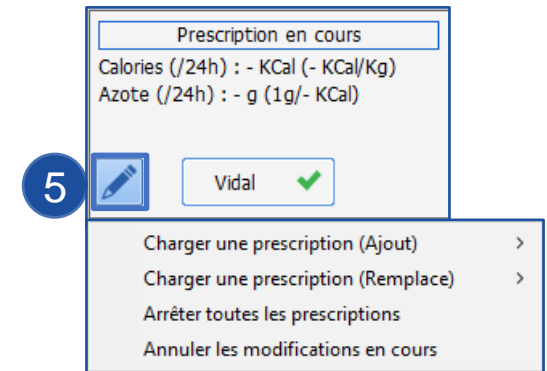 Prescription en cours
Calories (/24h) : - KCal (- KCal/Kg)
Azote (/24h) : - g (1g/- KCal)
5
Vidal
Charger une prescription (Ajout)
Charger une prescription (Remplace)
Arrêter toutes les prescriptions
Annuler les modifications en cours